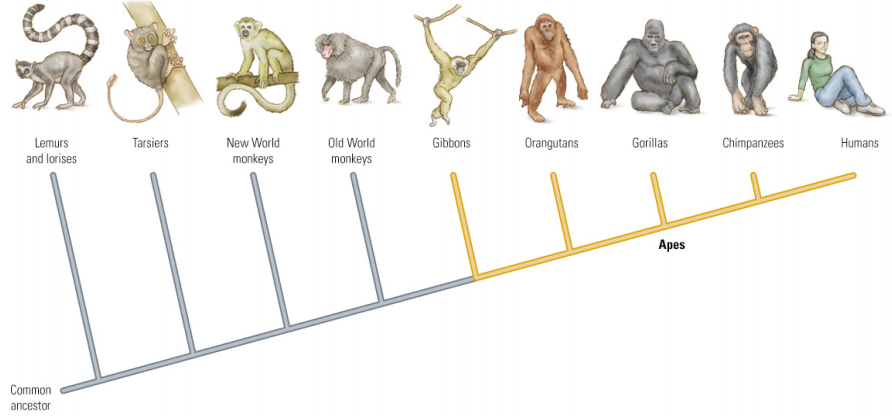 Lemurs
and lorises
Tarsiers
New World
monkeys
Old World
monkeys
Gibbons
Orangutans
Gorillas
Chimpanzees
Humans
Apes
Common
ancestor